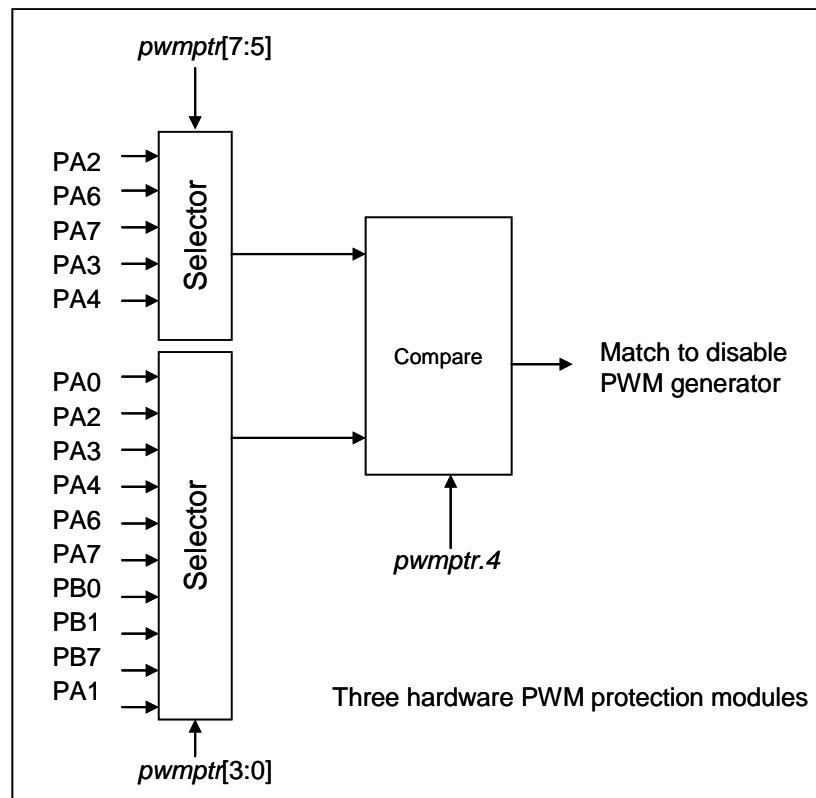 pwmptr[7:5]
PA2
PA6
PA7
PA3
PA4
Selector
PA0
PA2
PA3
PA4
PA6
PA7
PB0
PB1
PB7
PA1
Selector
pwmptr[3:0]
Compare
pwmptr.4
Match to disable
PWM generator
Three hardware PWM protection modules